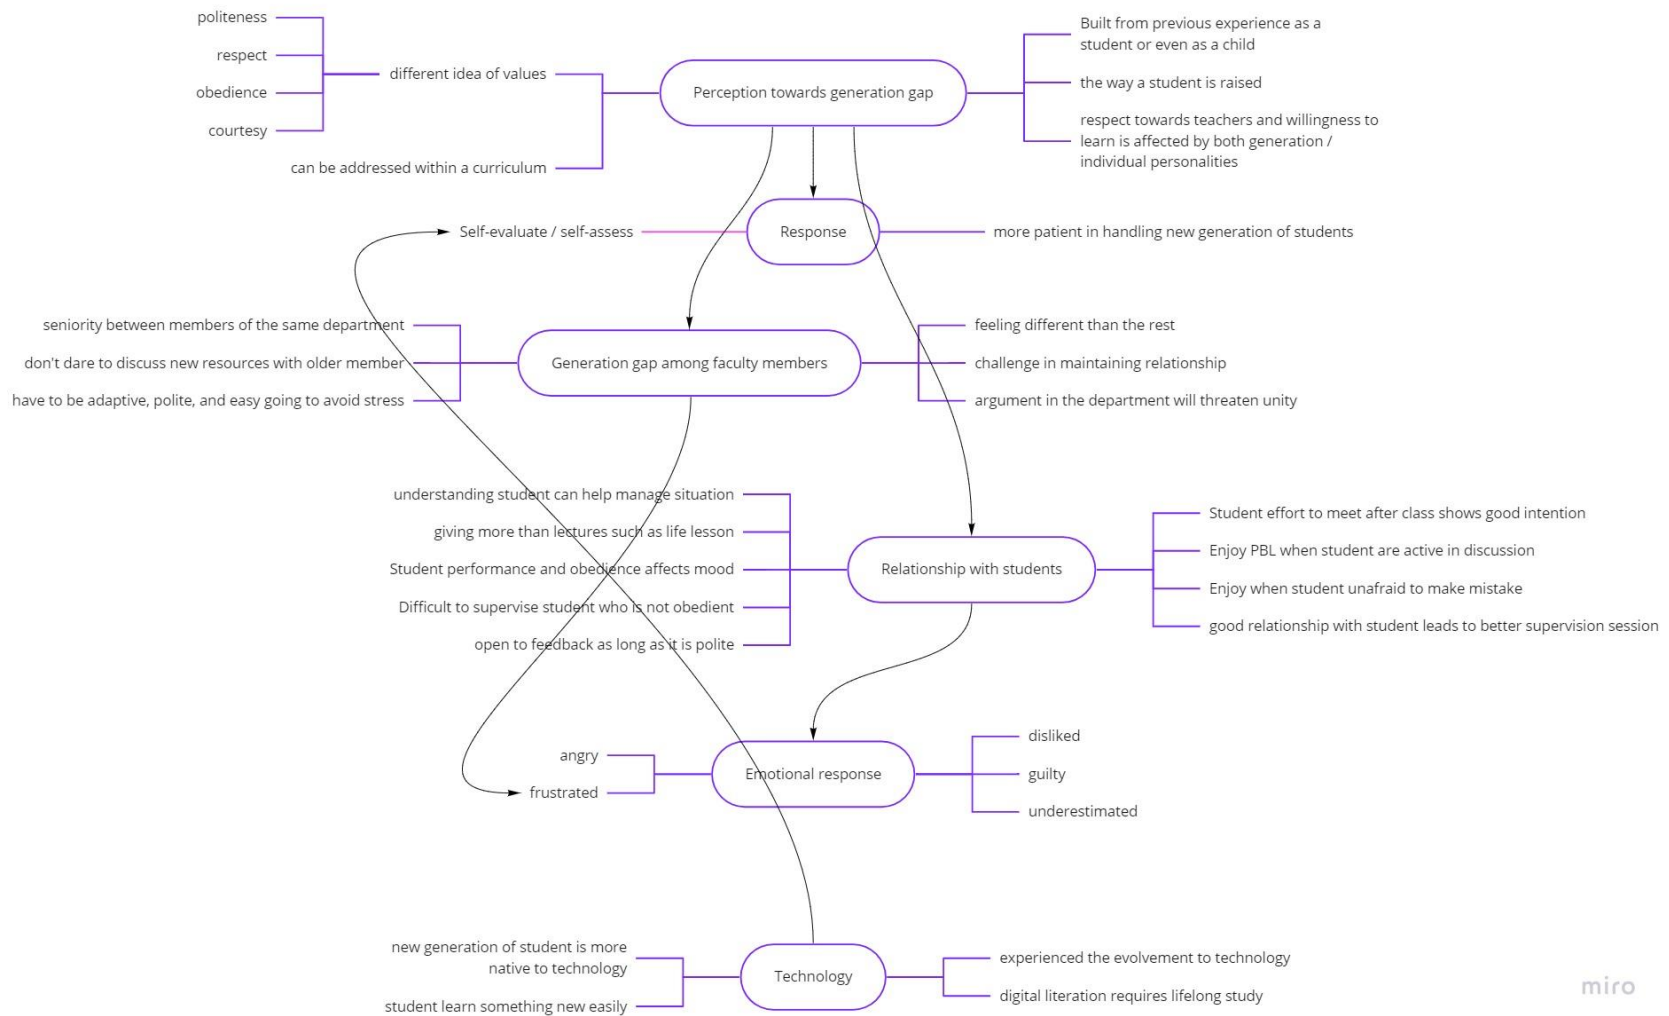 politeness
respect
obedience
courtesy
different idea of values
can be addressed within a curriculum
Perception towards generation gap
Built from previous experience as a
student or even as a child
the way a student is raised
respect towards teachers and willingness to
learn is affected by both generation /
individual personalities
Self-evaluate / self-assess
Response
more patient in handling new generation of students
seniority between members of the same department
don't dare to discuss new resources with older member
have to be adaptive, polite, and easy going to avoid stress
Generation gap among faculty members
feeling different than the rest
challenge in maintaining relationship
argument in the department will threaten unity
understanding student can help manage situation
giving more than lectures such as life lesson
Student performance and obedience affects mood
Difficult to supervise student who is not obedient
open to feedback as long as it is polite
Relationship with students
Student effort to meet after class shows good intention
Enjoy PBL when student are active in discussion
Enjoy when student unafraid to make mistake
good relationship with student leads to better supervision session
angry
frustrated
Emotional response
disliked
guilty
underestimated
new generation of student is more
native to technology
student learn something new easily
Technology
experienced the evolvement to technology
digital literation requires lifelong study
miro